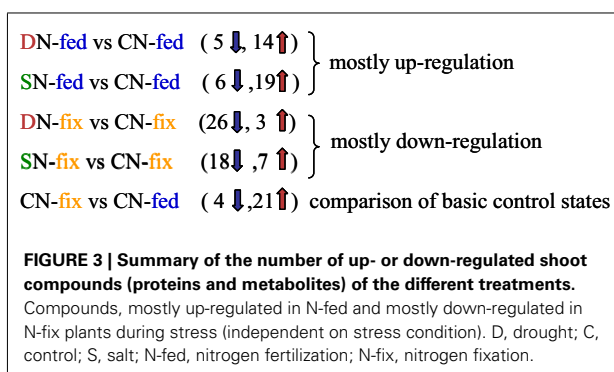 DN-fed vs CN-fed ( 5 ⬇, 14⬆)
mostly up-regulation
SN-fed vs CN-fed ( 6 ⬇,19⬆)
DN-fix vs CN-fix (26⬇, 3 ⬆)
mostly down-regulation
SN-fix vs CN-fix (18⬇ ,7 ⬆)
CN-fix vs CN-fed ( 4 ⬇,21⬆) comparison of basic control states
FIGURE 3 | Summary of the number of up- or down-regulated shoot
compounds (proteins and metabolites) of the different treatments.
Compounds, mostly up-regulated in N-fed and mostly down-regulated in
N-fix plants during stress (independent on stress condition). D, drought; C,
control; S, salt; N-fed, nitrogen fertilization; N-fix, nitrogen fixation.